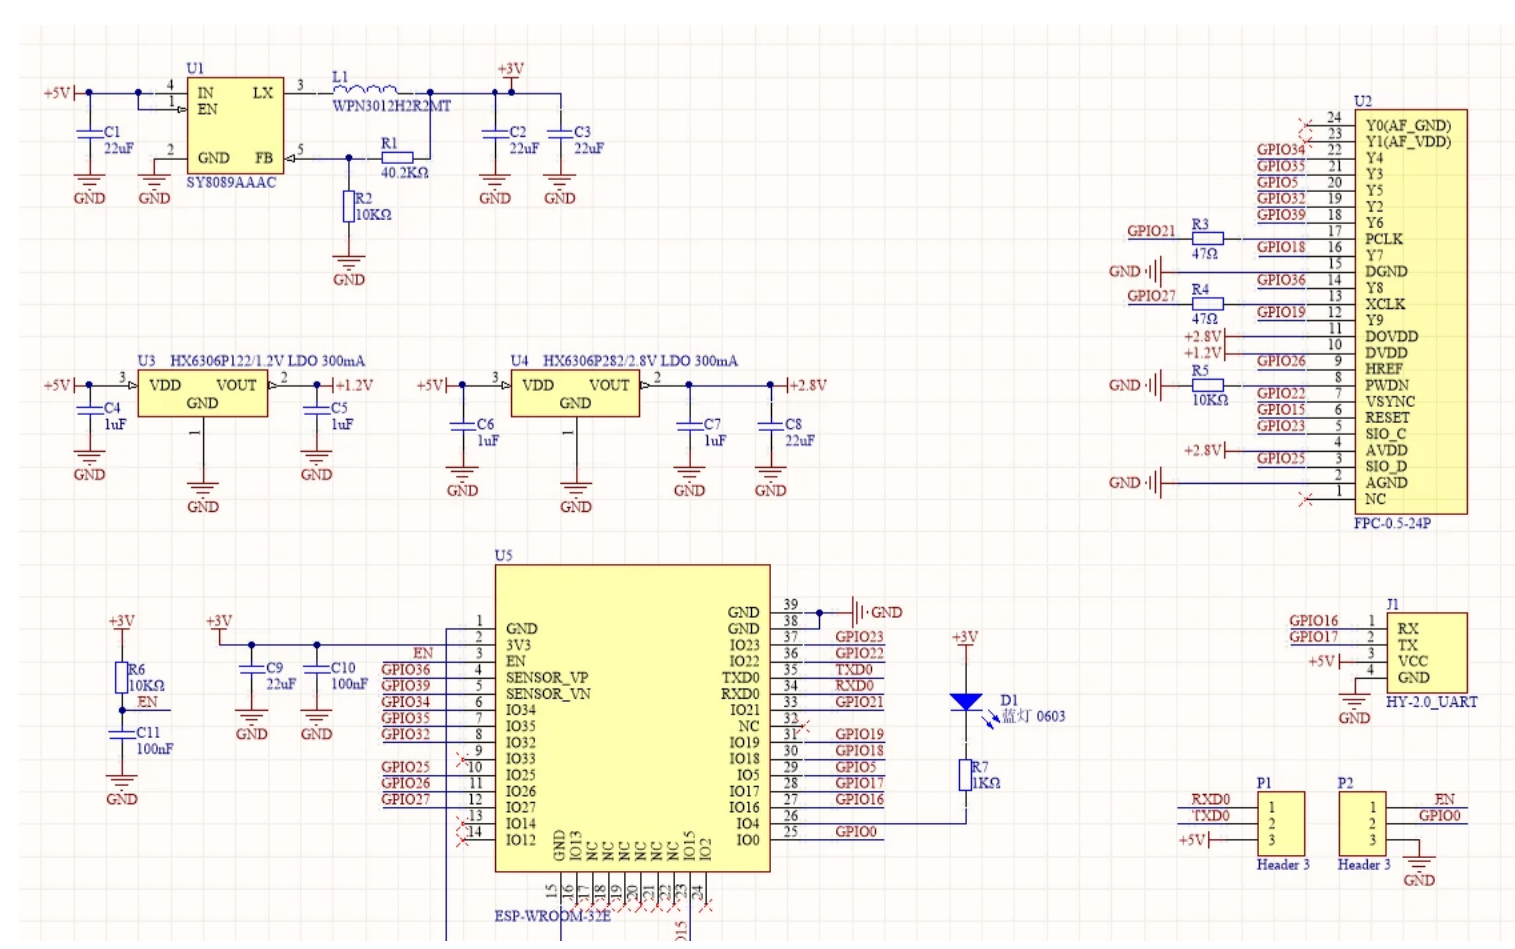 U1
+5V
4
IN
LX
3
1
EN
2
GND
FB
5
SY8089AAAC
C1
22uF
GND
GND
L1
WPN3012H2R2MT
+3V
R1
40.2KΩ
R2
10KΩ
GND
C2
22uF
GND
C3
22uF
GND
U3 HX6306P122/1.2V LDO 300mA
+5V
3
VDD VOUT
2
+1.2V
GND
1
C4
1uF
GND
GND
C5
1uF
GND
U4 HX6306P282/2.8V LDO 300mA
+5V
3
VDD VOUT
2
+2.8V
GND
1
C6
1uF
GND
GND
C7
1uF
GND
C8
22uF
GND
U2
24 Y0(AF_GND)
23 Y1(AF_VDD)
GPIO34 22 Y4
GPIO35 21 Y3
GPIO5 20 Y5
GPIO32 19 Y2
GPIO39 18 Y6
GPIO21 R3 47Ω 17 PCLK
GPIO18 16 Y7
GND 15 DGND
GPIO36 14 Y8
GPIO27 R4 47Ω 13 XCLK
GPIO19 12 Y9
+2.8V 11 DOVDD
+1.2V 10 DVDD
GPIO26 9 HREF
GND R5 10KΩ 8 PWDN
GPIO22 7 VSYNC
GPIO15 6 RESET
GPIO23 5 SIO_C
+2.8V 4 AVDD
GPIO25 3 SIO_D
GND 2 AGND
1 NC
FPC-0.5-24P
+3V
R6
10KΩ
EN
C11
100nF
GND
+3V
C9
22uF
GND
C10
100nF
GND
U5
1 GND
2 3V3
EN 3 EN
GPIO36 4 SENSOR_VP
GPIO39 5 SENSOR_VN
GPIO34 6 IO34
GPIO35 7 IO35
GPIO32 8 IO32
9 IO33
GPIO25 10 IO25
GPIO26 11 IO26
GPIO27 12 IO27
13 IO14
14 IO12
GND 39 GND
GND 38
IO23 37 GPIO23
IO22 36 GPIO22
TXD0 35 TXD0
RXD0 34 RXD0
IO21 33 GPIO21
NC 32
IO19 31 GPIO19
IO18 30 GPIO18
IO5 29 GPIO5
IO17 28 GPIO17
IO16 27 GPIO16
IO4 26
IO0 25 GPIO0
GND IO13 NC NC NC NC NC NC IO15 IO2
15 16 17 18 19 20 21 22 23 24
ESP-WROOM-32E
+3V
D1
蓝灯 0603
R7
1KΩ
J1
GPIO16 1 RX
GPIO17 2 TX
+5V 3 VCC
4 GND
GND
HY-2.0_UART
P1
RXD0 1
TXD0 2
+5V 3
Header 3
P2
1 EN
2 GPIO0
3
Header 3
GND